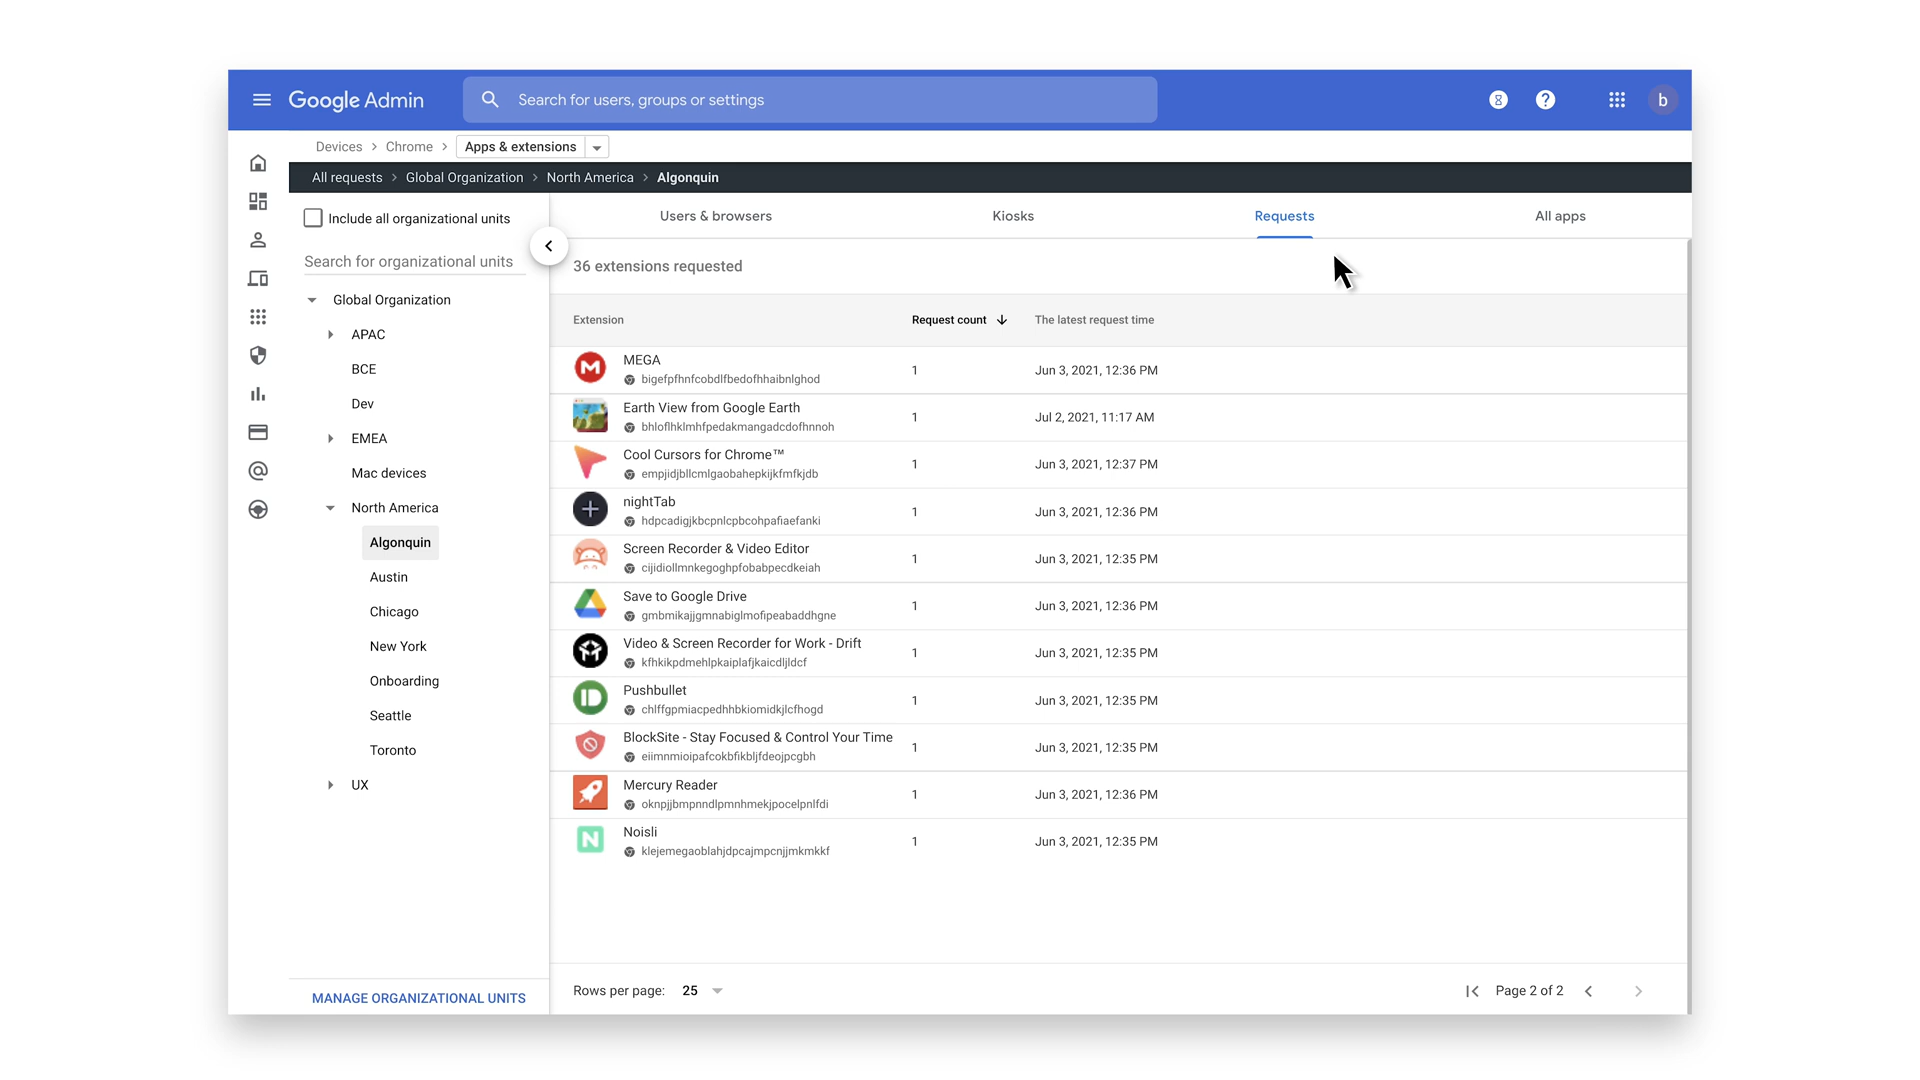 Google Admin
Search for users, groups or settings
b
Devices > Chrome > Apps & extensions
All requests > Global Organization > North America > Algonquin
Include all organizational units
Search for organizational units
Global Organization
APAC
BCE
Dev
EMEA
Mac devices
North America
Algonquin
Austin
Chicago
New York
Onboarding
Seattle
Toronto
UX
MANAGE ORGANIZATIONAL UNITS
Users & browsers
Kiosks
Requests
All apps
36 extensions requested
Extension Request count The latest request time
MEGA
bigefpfhnfcobdlfbedofhhaibnlghod
1 Jun 3, 2021, 12:36 PM
Earth View from Google Earth
bhloflhklmhfpedakmangadcdofhnnoh
1 Jul 2, 2021, 11:17 AM
Cool Cursors for Chrome™
empjidjbllcmlgaobahepkijkfmfkjdb
1 Jun 3, 2021, 12:37 PM
nightTab
hdpcadigjkbcpnlcpbcohpafiaefanki
1 Jun 3, 2021, 12:36 PM
Screen Recorder & Video Editor
cijidiollmnkegoghpfobabpecdkeiah
1 Jun 3, 2021, 12:35 PM
Save to Google Drive
gmbmikajjgmnabiglmofipeabaddhgne
1 Jun 3, 2021, 12:36 PM
Video & Screen Recorder for Work - Drift
kfhkikpdmehlpkaiplafjkaicdljldcf
1 Jun 3, 2021, 12:35 PM
Pushbullet
chlffgpmiacpedhhbkiomidkjlcfhogd
1 Jun 3, 2021, 12:35 PM
BlockSite - Stay Focused & Control Your Time
eiimnmioipafcokbfikbljfdeojpcgbh
1 Jun 3, 2021, 12:35 PM
Mercury Reader
oknpjjbmpnndlpmnhmekjpocelpnlfdi
1 Jun 3, 2021, 12:36 PM
Noisli
klejemegaoblahjdpcajmpcnjjmkmkkf
1 Jun 3, 2021, 12:35 PM
Rows per page: 25
Page 2 of 2